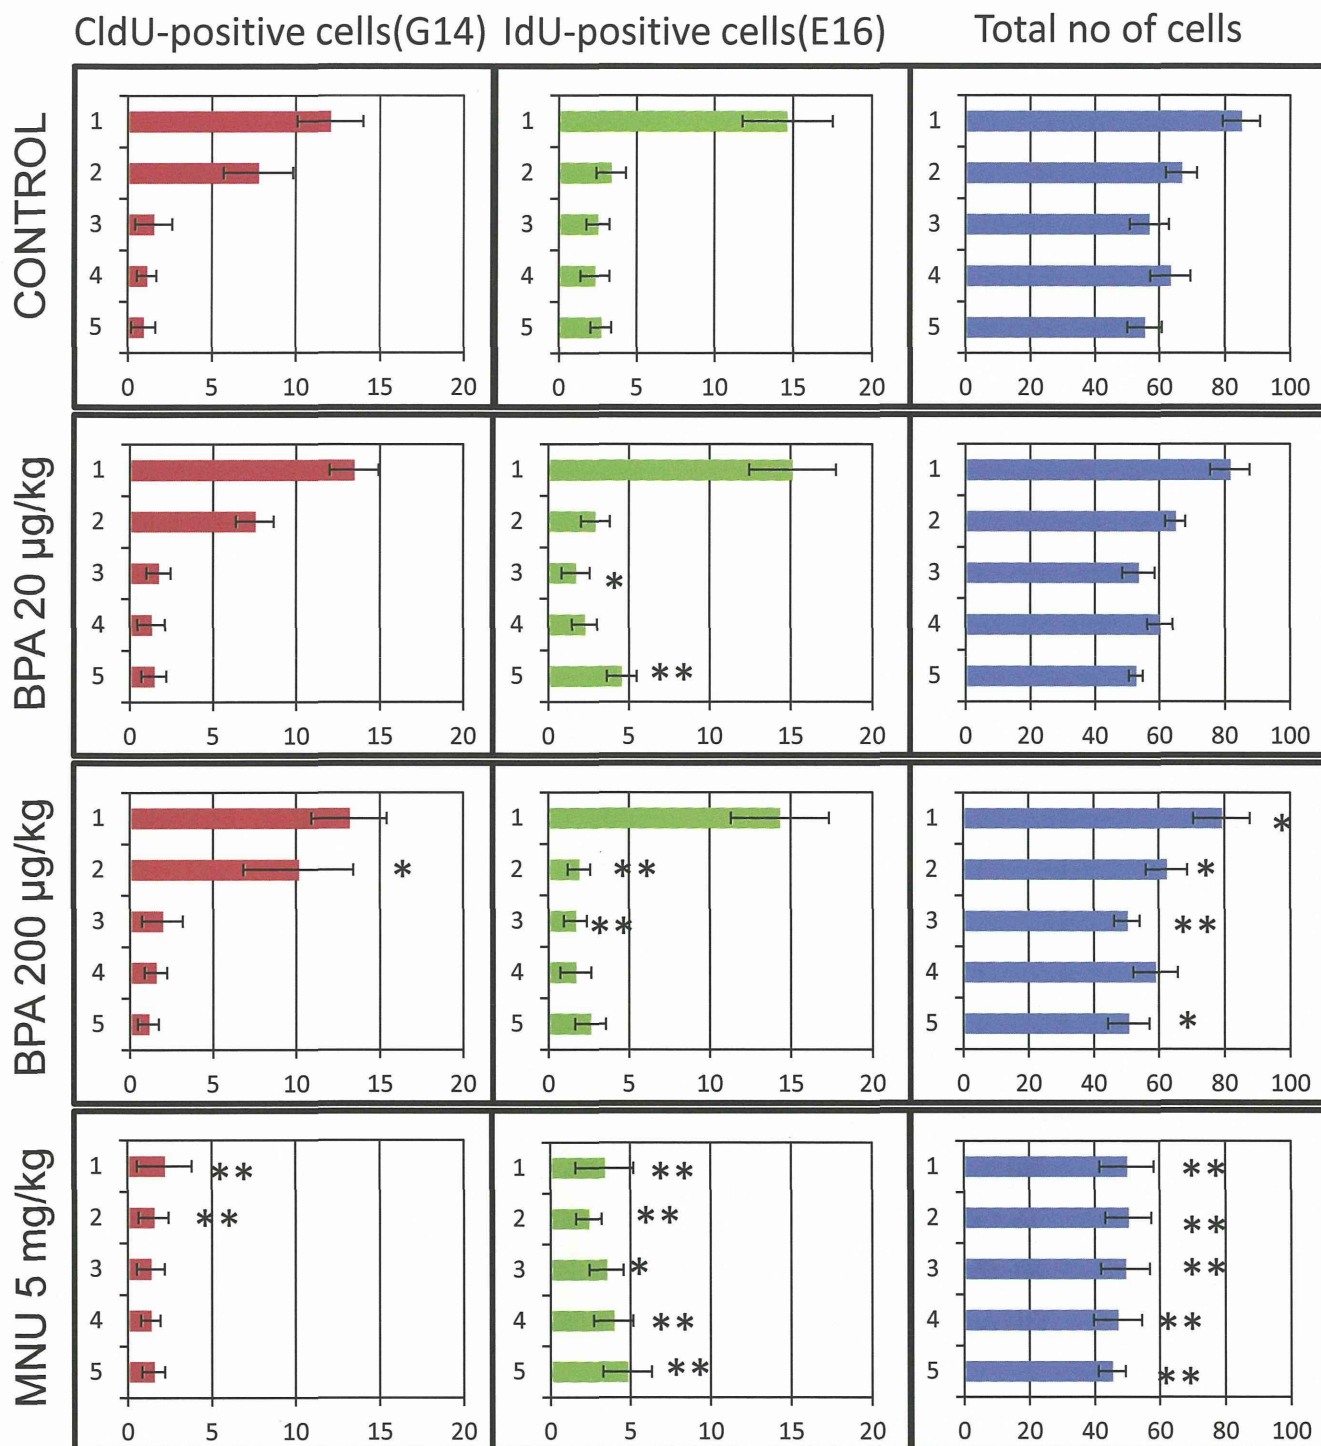 CldU-positive cells(G14) IdU-positive cells(E16) Total no of cells
CONTROL
1 1 1
2 2 2
3 3 3
4 4 4
5 5 5
0 5 10 15 20 0 5 10 15 20 0 20 40 60 80 100
BPA 20 µg/kg
1 1 1
2 2 2
3 3 * 3
4 4 4
5 5 ** 5
0 5 10 15 20 0 5 10 15 20 0 20 40 60 80 100
BPA 200 µg/kg
1 1 1 *
2 * 2 ** 2 *
3 3 ** 3 **
4 4 4
5 5 5 *
0 5 10 15 20 0 5 10 15 20 0 20 40 60 80 100
MNU 5 mg/kg
1 ** 1 ** 1 **
2 ** 2 ** 2 **
3 3 * 3 **
4 4 ** 4 **
5 5 ** 5 **
0 5 10 15 20 0 5 10 15 20 0 20 40 60 80 100